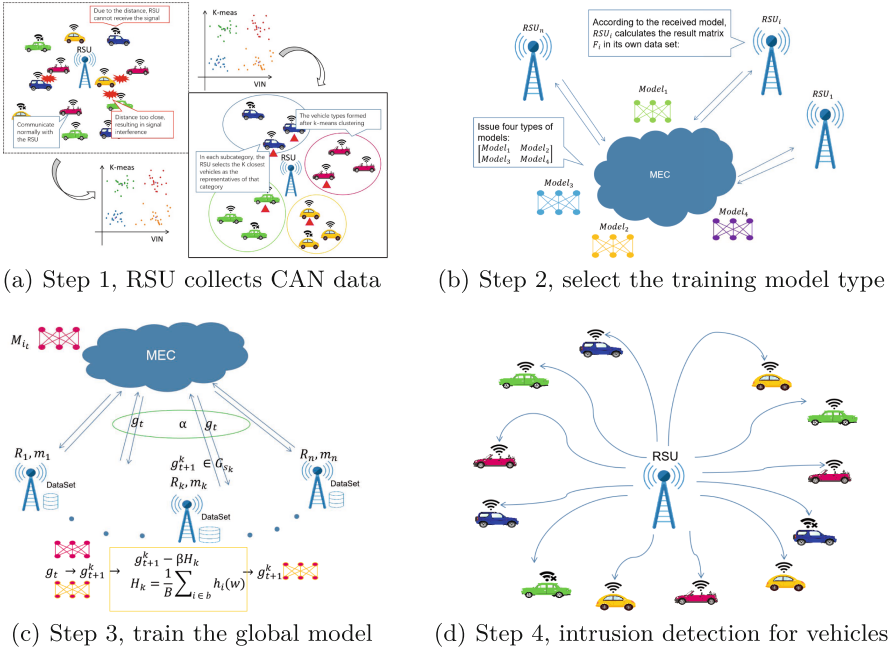 Due to the distance, RSU
cannot receive the signal
RSU
Communicate
normally with
the RSU
Distance too close,
resulting in signal
interference
K-meas
VIN
K-meas
VIN
The vehicle types formed
after k-means clustering
In each subcategory, the
RSU selects the K closest
vehicles as the
representatives of that
category
RSU
(a) Step 1, RSU collects CAN data
RSU_n
According to the received model,
RSU_i calculates the result matrix
F_i in its own data set:
RSU_i
RSU_1
Model_1
Issue four types of
models:
[Model_1 Model_2
Model_3 Model_4]
MEC
Model_3
Model_2
Model_4
(b) Step 2, select the training model type
M_{i_t}
MEC
g_t α g_t
R_1, m_1
DataSet
g_{t+1}^k ∈ G_{s_k}
R_k, m_k
DataSet
R_n, m_n
DataSet
g_t → g_{t+1}^k →
g_{t+1}^k − βH_k
H_k = \frac{1}{B} ∑_{i ∈ b} h_i(w)
→ g_{t+1}^k
(c) Step 3, train the global model
RSU
(d) Step 4, intrusion detection for vehicles